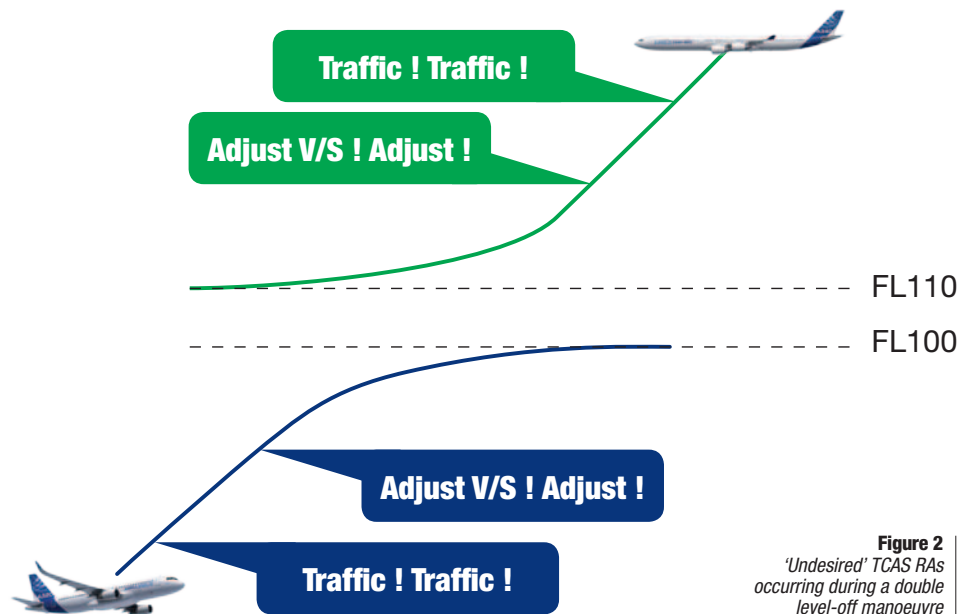 Traffic ! Traffic !
Adjust V/S ! Adjust !
FL110
FL100
Adjust V/S ! Adjust !
Traffic ! Traffic !
Figure 2
'Undesired' TCAS RAs
occurring during a double
level-off manoeuvre